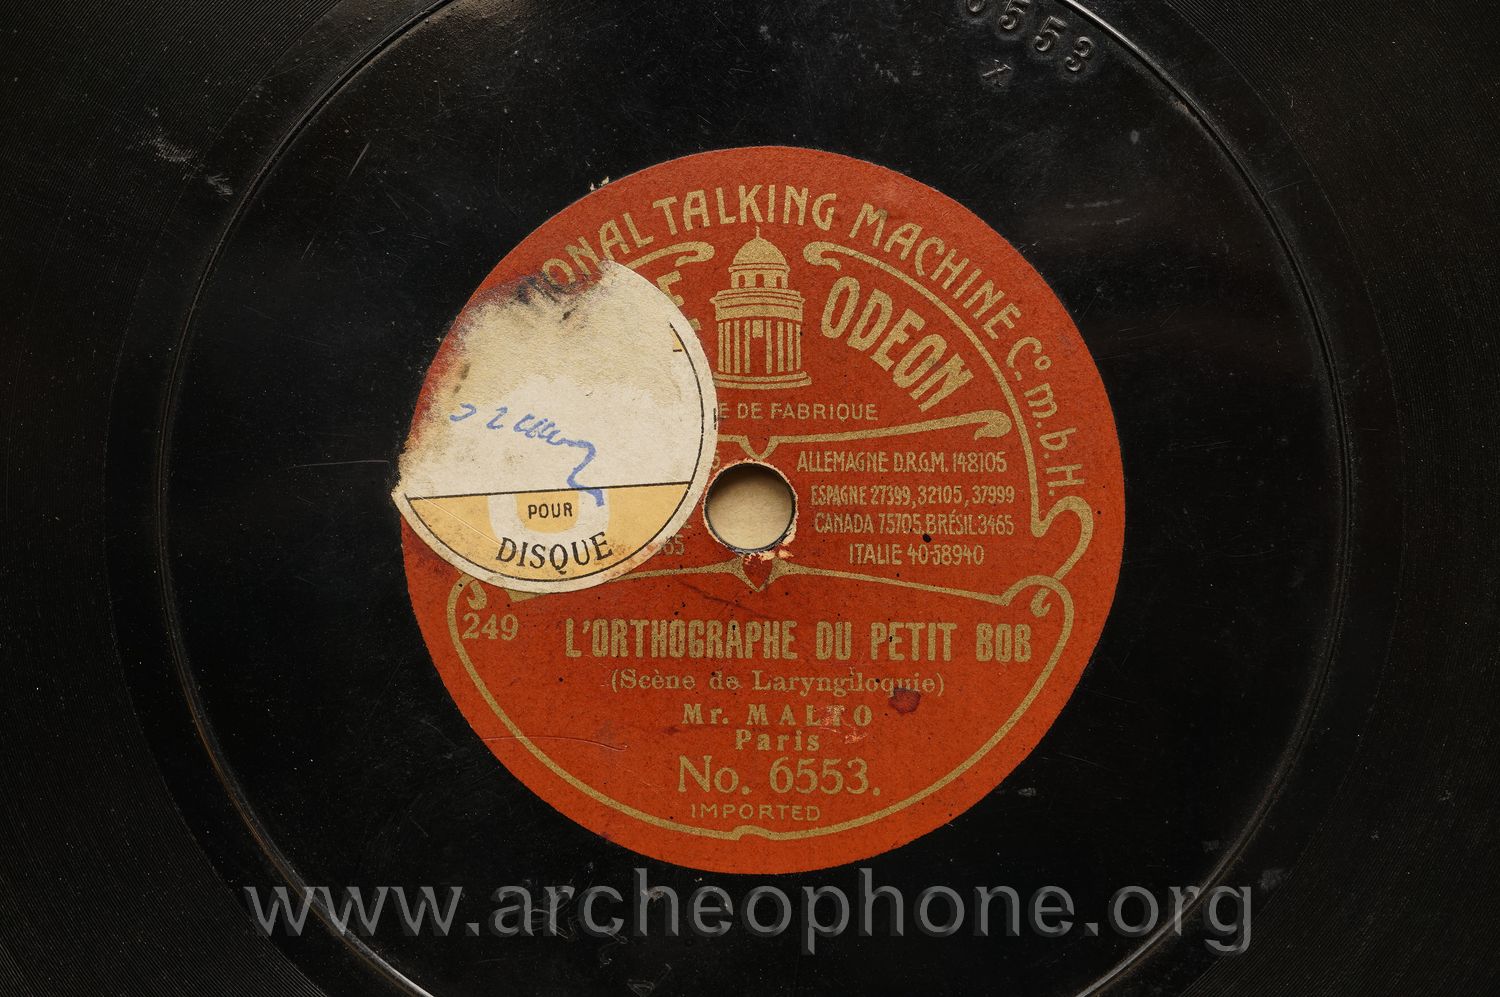 6553
ONAL TALKING MACHINE Co. m. b. H.
ODEON
E DE FABRIQUE
ALLEMAGNE D.R.G.M. 148105
ESPAGNE 27399, 32105, 37999
CANADA 75705, BRÉSIL 3465
ITALIE 40-58940
POUR
DISQUE
249
L'ORTHOGRAPHE DU PETIT BOB
(Scène de Laryngiloquie)
Mr. MALTO
Paris
No. 6553.
IMPORTED
www.archeophone.org